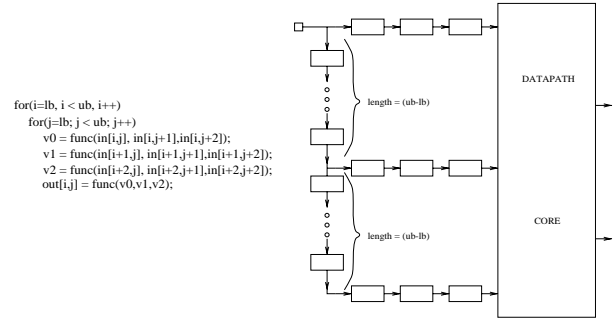 for(i=lb, i < ub, i++)
for(j=lb; j < ub; j++)
v0 = func(in[i,j], in[i,j+1],in[i,j+2]);
v1 = func(in[i+1,j], in[i+1,j+1],in[i+1,j+2]);
v2 = func(in[i+2,j], in[i+2,j+1],in[i+2,j+2]);
out[i,j] = func(v0,v1,v2);
length = (ub-lb)
length = (ub-lb)
DATAPATH
CORE